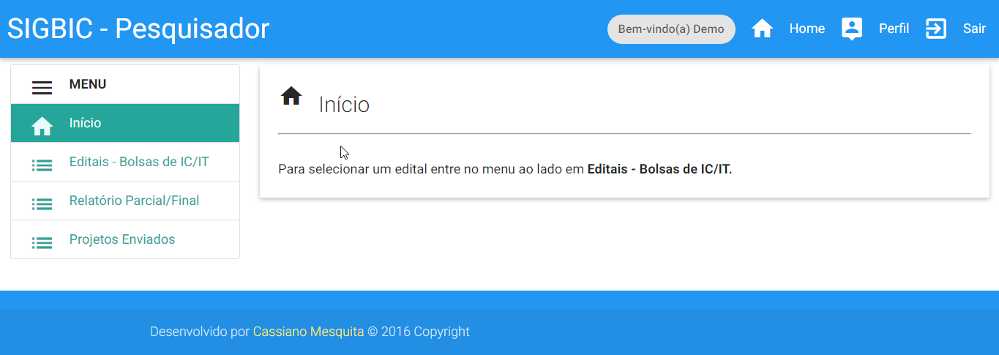 SIGBIC - Pesquisador
Bem-vindo(a) Demo
Home
Perfil
Sair
MENU
Início
Editais - Bolsas de IC/IT
Relatório Parcial/Final
Projetos Enviados
Início
Para selecionar um edital entre no menu ao lado em Editais - Bolsas de IC/IT.
Desenvolvido por Cassiano Mesquita © 2016 Copyright